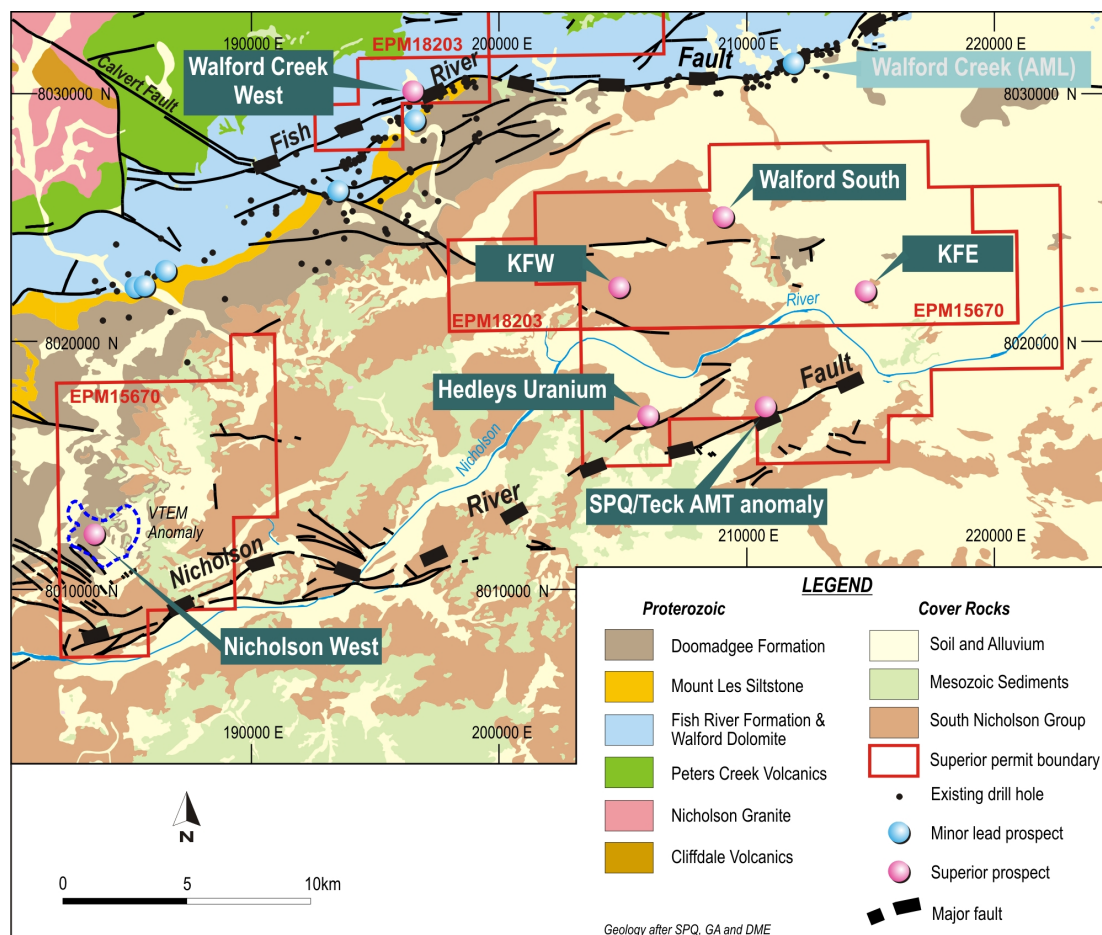 190000 E
200000 E
210000 E
220000 E
EPM18203
Walford Creek
West
River
Fault
Walford Creek (AML)
Calvert Fault
8030000 N
8030000 N
Fish
Walford South
KFW
KFE
River
EPM18203
EPM15670
8020000 N
8020000 N
Fault
Hedleys Uranium
EPM15670
Nicholson
River
SPQ/Teck AMT anomaly
VTEM
Anomaly
Nicholson
210000 E
220000 E
8010000 N
8010000 N
Nicholson West
190000 E
200000 E
LEGEND
Proterozoic
Doomadgee Formation
Mount Les Siltstone
Fish River Formation &
Walford Dolomite
Peters Creek Volcanics
Nicholson Granite
Cliffdale Volcanics
Cover Rocks
Soil and Alluvium
Mesozoic Sediments
South Nicholson Group
Superior permit boundary
Existing drill hole
Minor lead prospect
Superior prospect
Major fault
N
0 5 10km
Geology after SPQ, GA and DME